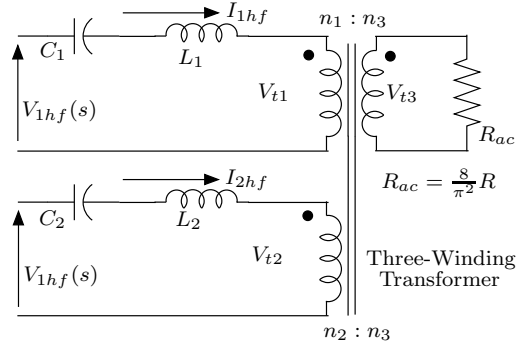 I_{1hf}
n_1 : n_3
C_1
L_1
V_{1hf}(s)
V_{t1}
V_{t3}
R_{ac}
I_{2hf}
R_{ac} = \frac{8}{\pi^2} R
C_2
L_2
V_{1hf}(s)
V_{t2}
Three-Winding
Transformer
n_2 : n_3